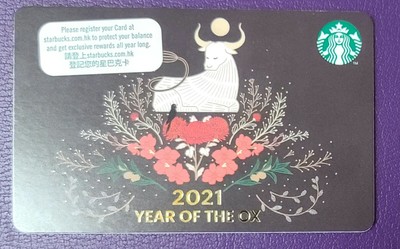 Please register your Card at
starbucks.com.hk to protect your balance
and get exclusive rewards all year long.
請登上starbucks.com.hk
登記您的星巴克卡
2021
YEAR OF THE OX